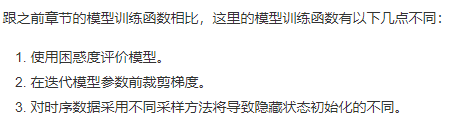 跟之前章节的模型训练函数相比，这里的模型训练函数有以下几点不同：
1. 使用困惑度评价模型。
2. 在迭代模型参数前裁剪梯度。
3. 对时序数据采用不同采样方法将导致隐藏状态初始化的不同。